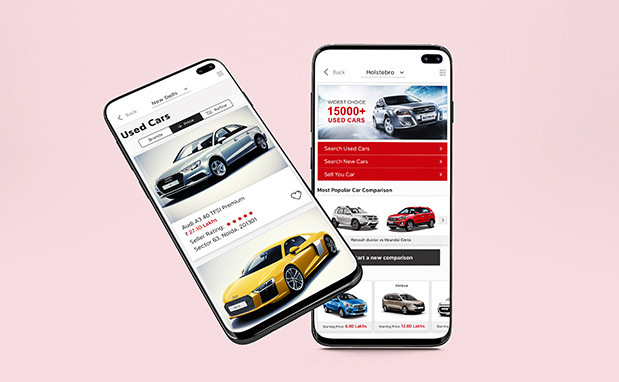 Back
New Delhi
Used Cars
Brands
Price
Refine
Audi A3 40 TFSI Premium
₹ 27.10 Lakhs
Seller Rating:
Sector 63, Noida, 201301
Back
Holstebro
WIDEST CHOICE
15000+
USED CARS
Search Used Cars
Search New Cars
Sell You Car
Most Popular Car Comparison
Renault duster vs Hyundai Creta
art a new comparison
Starting Price 6.80 Lakhs
Starting Price 12.80 Lakhs